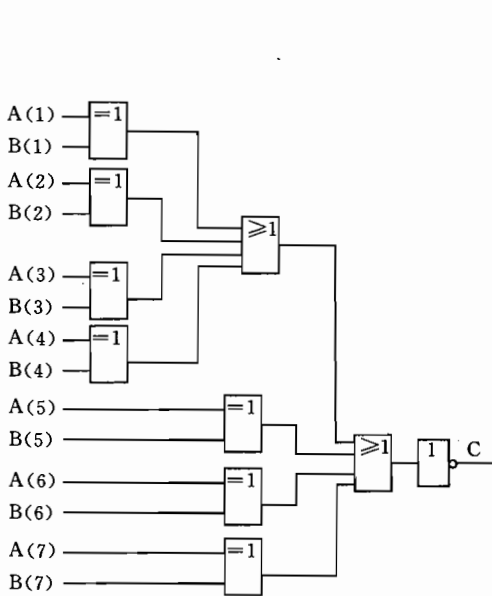 A(1) =1
B(1)
A(2) =1
B(2)
≥1
A(3) =1
B(3)
A(4) =1
B(4)
A(5) =1
B(5)
≥1 1 C
A(6) =1
B(6)
A(7) =1
B(7)